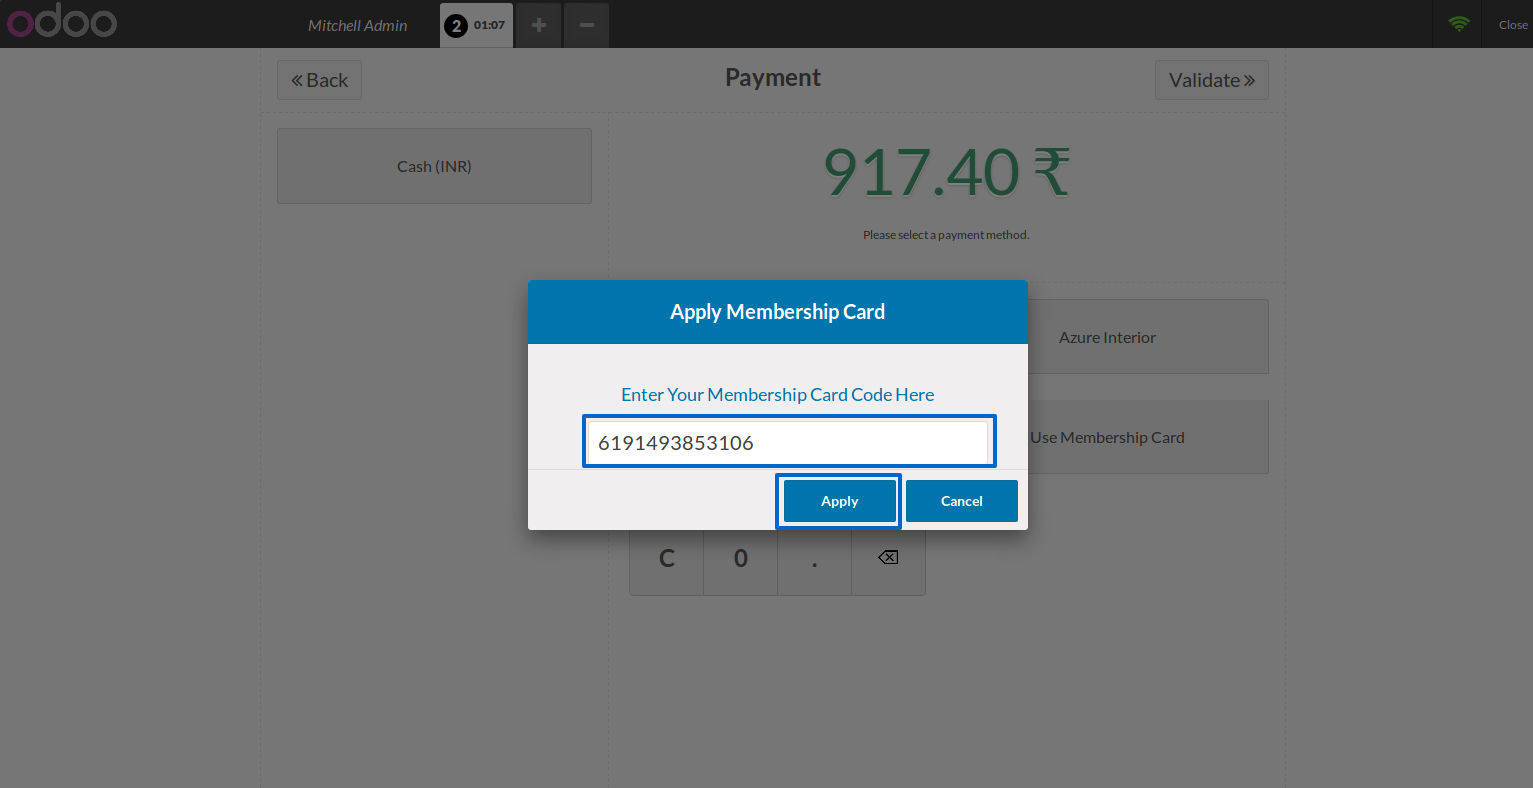 odoo
Mitchell Admin
2 01:07
Close
Back
Payment
Validate
Cash (INR)
917.40 ₹
Please select a payment method.
Apply Membership Card
Enter Your Membership Card Code Here
6191493853106
Apply
Cancel
Azure Interior
Use Membership Card
C 0 .